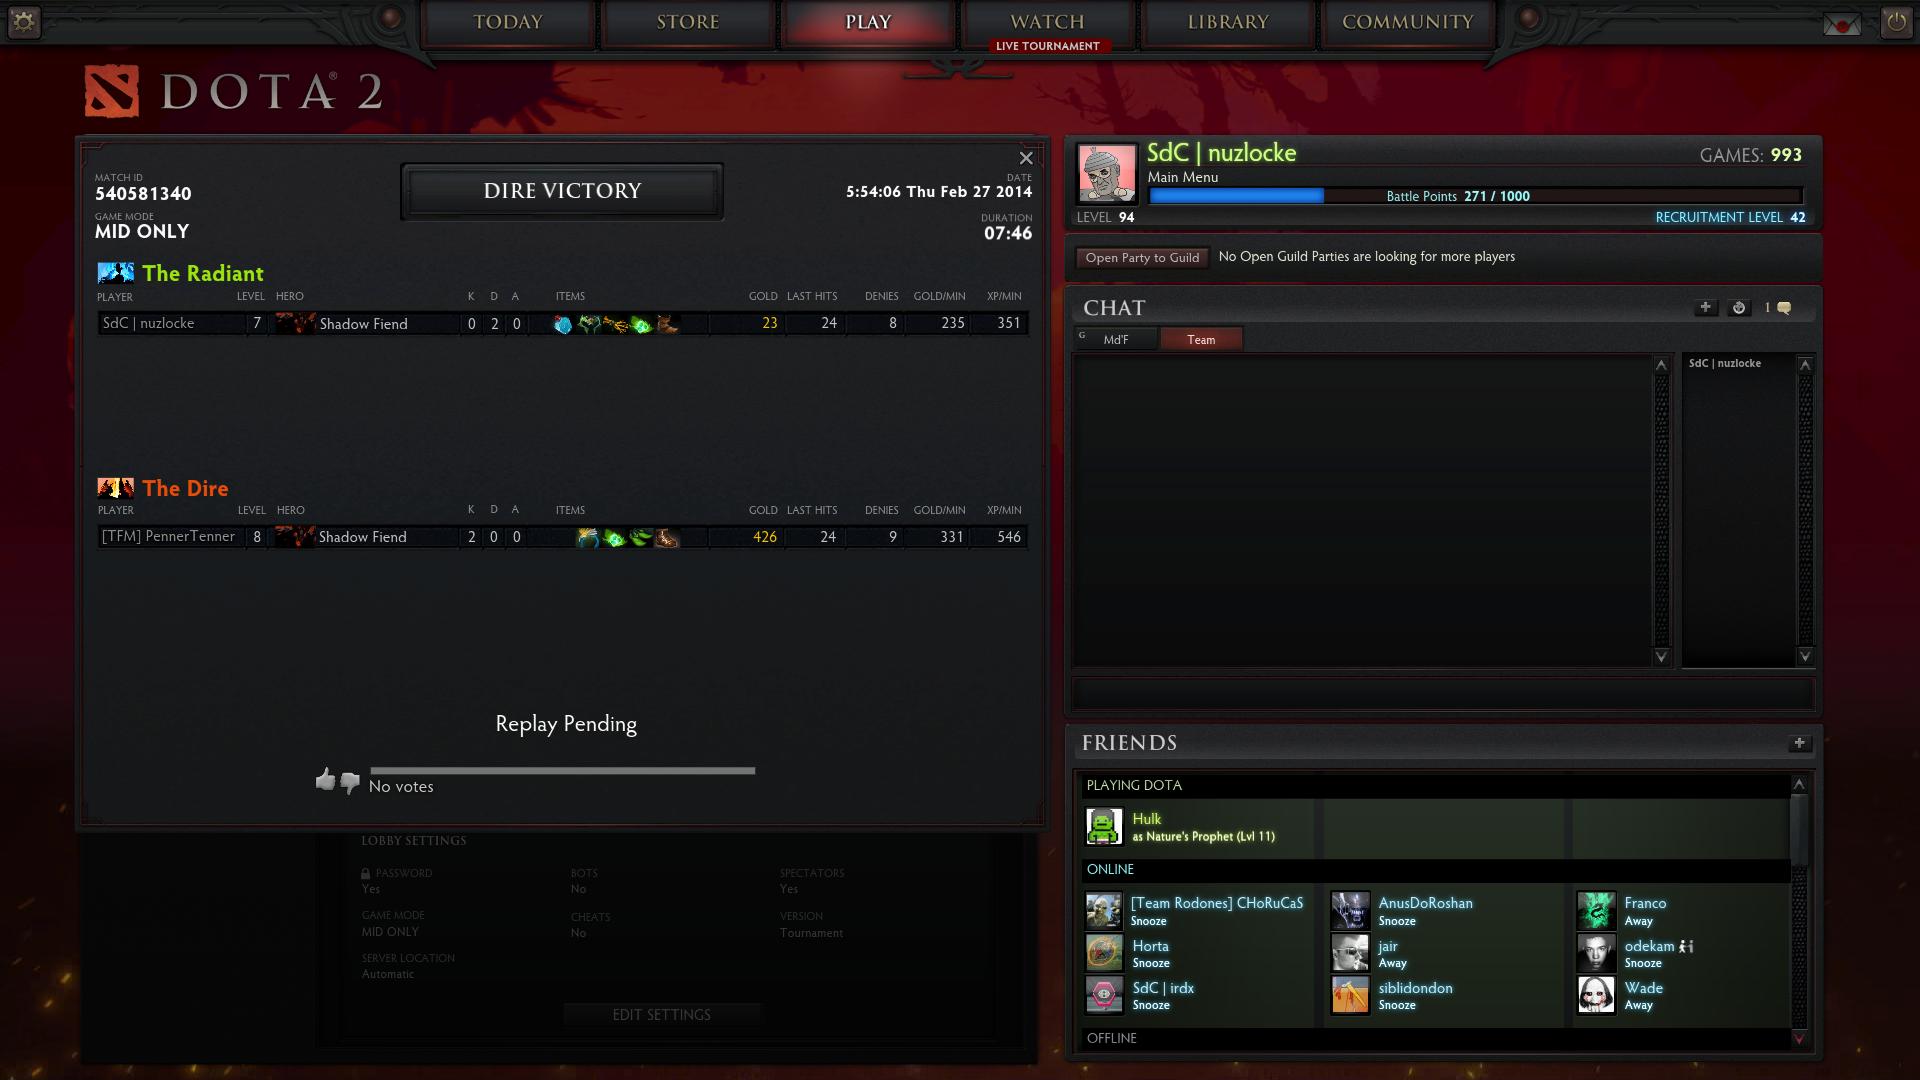 TODAY
STORE
PLAY
WATCH
LIBRARY
COMMUNITY
LIVE TOURNAMENT
DOTA® 2
MATCH ID
540581340
GAME MODE
MID ONLY
DIRE VICTORY
DATE
5:54:06 Thu Feb 27 2014
DURATION
07:46
The Radiant
PLAYER LEVEL HERO K D A ITEMS GOLD LAST HITS DENIES GOLD/MIN XP/MIN
SdC | nuzlocke 7 Shadow Fiend 0 2 0 23 24 8 235 351
The Dire
PLAYER LEVEL HERO K D A ITEMS GOLD LAST HITS DENIES GOLD/MIN XP/MIN
[TFM] PennerTenner 8 Shadow Fiend 2 0 0 426 24 9 331 546
Replay Pending
No votes
LOBBY SETTINGS
PASSWORD
Yes
BOTS
No
SPECTATORS
Yes
GAME MODE
MID ONLY
CHEATS
No
VERSION
Tournament
SERVER LOCATION
Automatic
EDIT SETTINGS
SdC | nuzlocke
GAMES: 993
Main Menu
Battle Points 271 / 1000
LEVEL 94
RECRUITMENT LEVEL 42
Open Party to Guild
No Open Guild Parties are looking for more players
CHAT
1
G Md'F
Team
SdC | nuzlocke
FRIENDS
PLAYING DOTA
Hulk
as Nature's Prophet (Lvl 11)
ONLINE
[Team Rodones] CHoRuCaS
Snooze
AnusDoRoshan
Snooze
Franco
Away
Horta
Snooze
jair
Away
odekam
Snooze
SdC | irdx
Snooze
siblidondon
Snooze
Wade
Away
OFFLINE